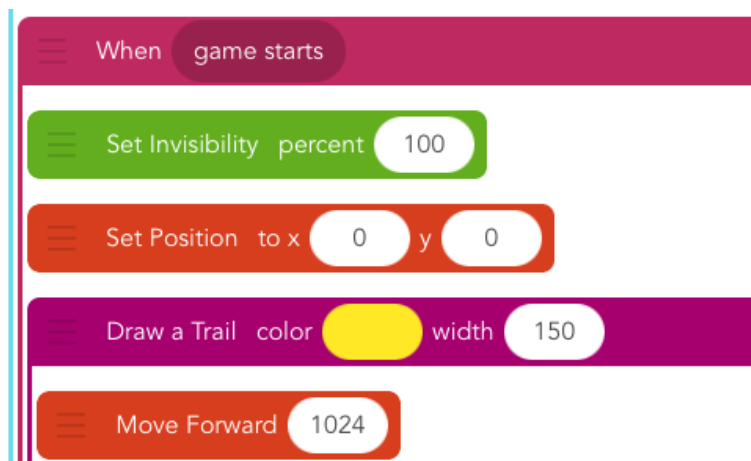 When game starts
Set Invisibility percent 100
Set Position to x 0 y 0
Draw a Trail color width 150
Move Forward 1024